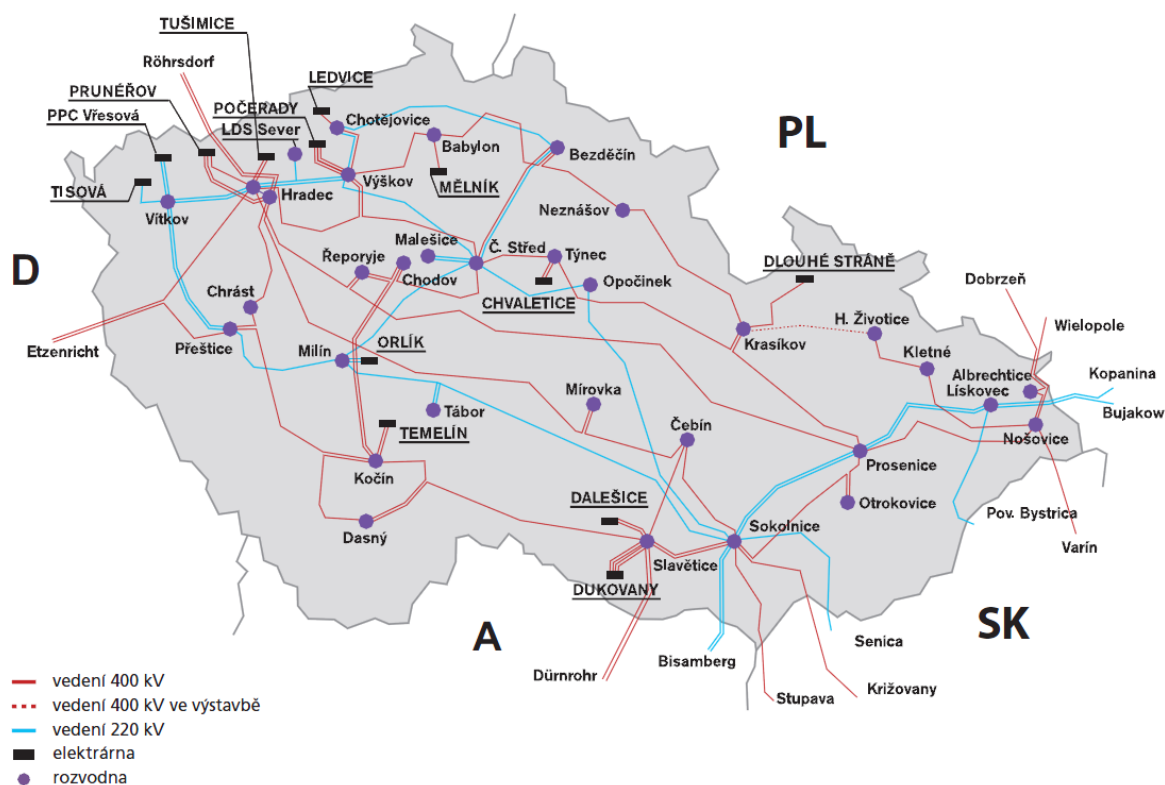 TUŠIMICE
Röhrsdorf
LEDVICE
PRUNÉŘOV
POČERADY
PPC Vřesová
LDS Sever
Chotějovice
Babylon
Bezděčín
PL
TISOVÁ
Vítkov
Hradec
Výškov
MĚLNÍK
Neznášov
D
Malešice
Řeporyje
Č. Střed
Týnec
Chodov
CHVALETICE
Opočinek
DLOUHÉ STRÁNĚ
Dobrzeń
Chrást
Krasíkov
H. Životice
Wielopole
Etzenricht
Přeštice
Milín
ORLÍK
Kletné
Albrechtice
Lískovec
Kopanina
Bujakow
Tábor
Mírovka
TEMELÍN
Čebín
Nošovice
Kočín
Prosenice
Otrokovice
DALEŠICE
Dasný
Sokolnice
Pov. Bystrica
Varín
Slavětice
DUKOVANY
SK
A
Senica
Bisamberg
Dürnrohr
Stupava
Križovany
vedení 400 kV
vedení 400 kV ve výstavbě
vedení 220 kV
elektrárna
rozvodna